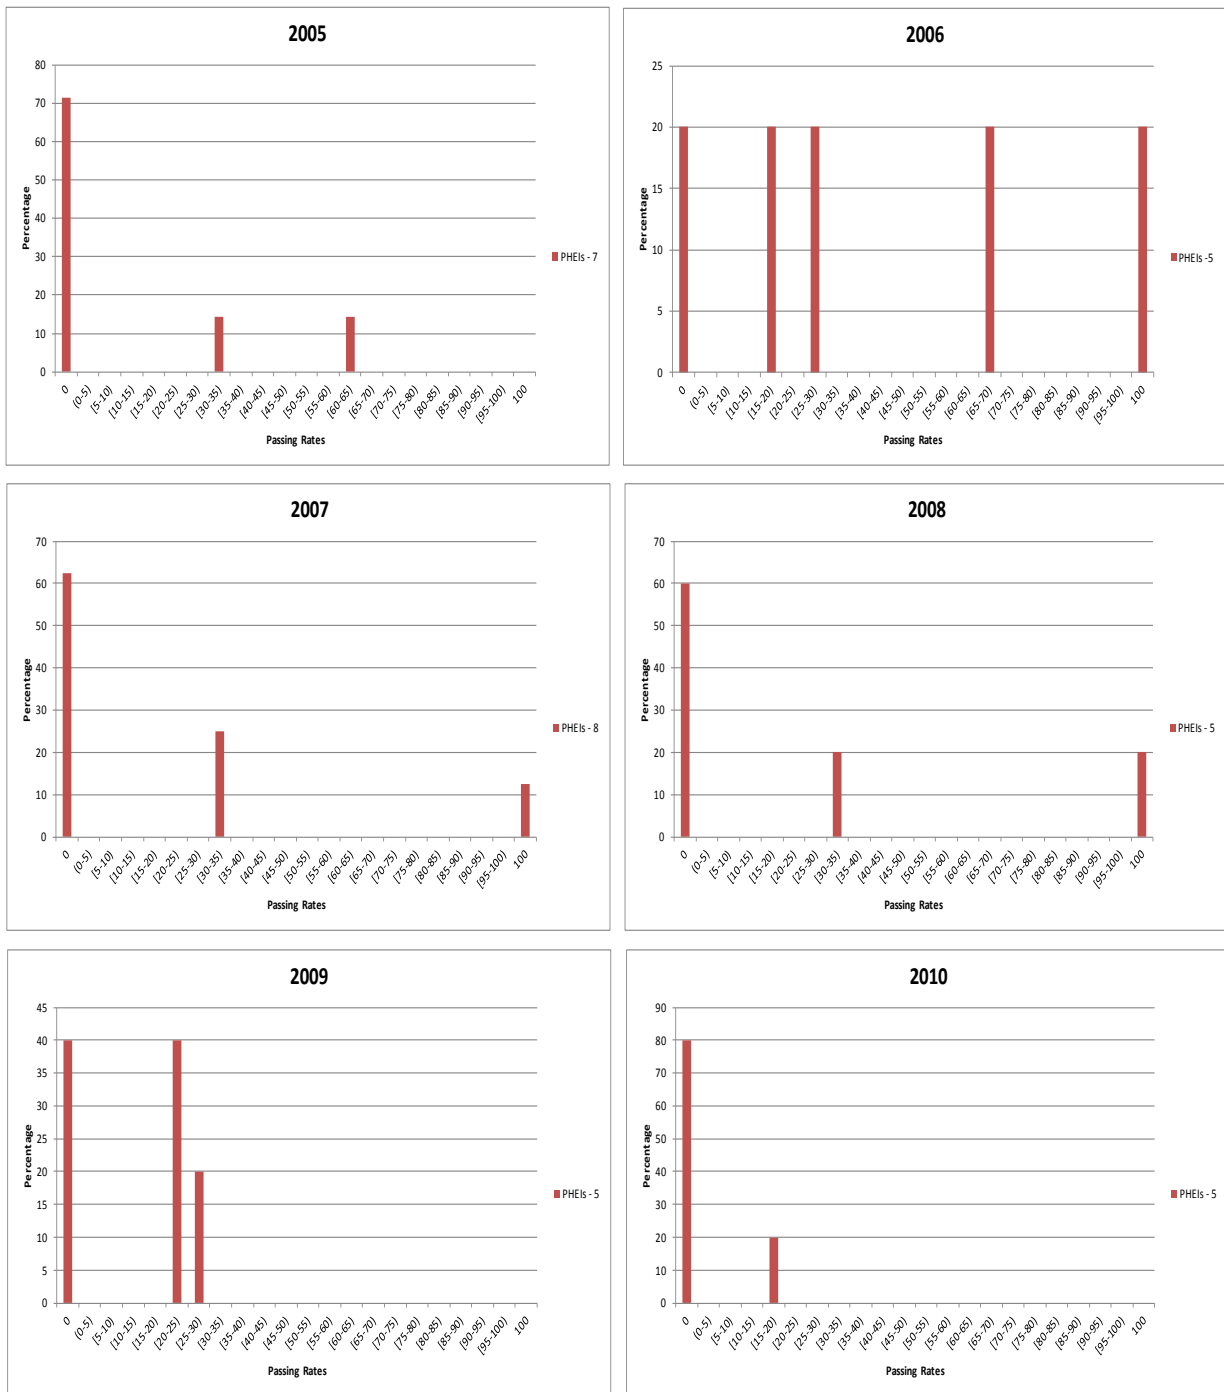 2005
80
70
60
50
40
30
20
10
0
Percentage
PHEIs - 7
0 (0-5) [5-10) [10-15) [15-20) [20-25) [25-30) [30-35) [35-40) [40-45) [45-50) [50-55) [55-60) [60-65) [65-70) [70-75) [75-80) [80-85) [85-90) [90-95) [95-100) 100
Passing Rates
2006
25
20
15
10
5
0
Percentage
PHEIs -5
0 (0-5) [5-10) [10-15) [15-20) [20-25) [25-30) [30-35) [35-40) [40-45) [45-50) [50-55) [55-60) [60-65) [65-70) [70-75) [75-80) [80-85) [85-90) [90-95) [95-100) 100
Passing Rates
2007
70
60
50
40
30
20
10
0
Percentage
PHEIs - 8
0 (0-5) [5-10) [10-15) [15-20) [20-25) [25-30) [30-35) [35-40) [40-45) [45-50) [50-55) [55-60) [60-65) [65-70) [70-75) [75-80) [80-85) [85-90) [90-95) [95-100) 100
Passing Rates
2008
70
60
50
40
30
20
10
0
Percentage
PHEIs - 5
0 (0-5) [5-10) [10-15) [15-20) [20-25) [25-30) [30-35) [35-40) [40-45) [45-50) [50-55) [55-60) [60-65) [65-70) [70-75) [75-80) [80-85) [85-90) [90-95) [95-100) 100
Passing Rates
2009
45
40
35
30
25
20
15
10
5
0
Percentage
PHEIs - 5
0 (0-5) [5-10) [10-15) [15-20) [20-25) [25-30) [30-35) [35-40) [40-45) [45-50) [50-55) [55-60) [60-65) [65-70) [70-75) [75-80) [80-85) [85-90) [90-95) [95-100) 100
Passing Rates
2010
90
80
70
60
50
40
30
20
10
0
Percentage
PHEIs - 5
0 (0-5) [5-10) [10-15) [15-20) [20-25) [25-30) [30-35) [35-40) [40-45) [45-50) [50-55) [55-60) [60-65) [65-70) [70-75) [75-80) [80-85) [85-90) [90-95) [95-100) 100
Passing Rates